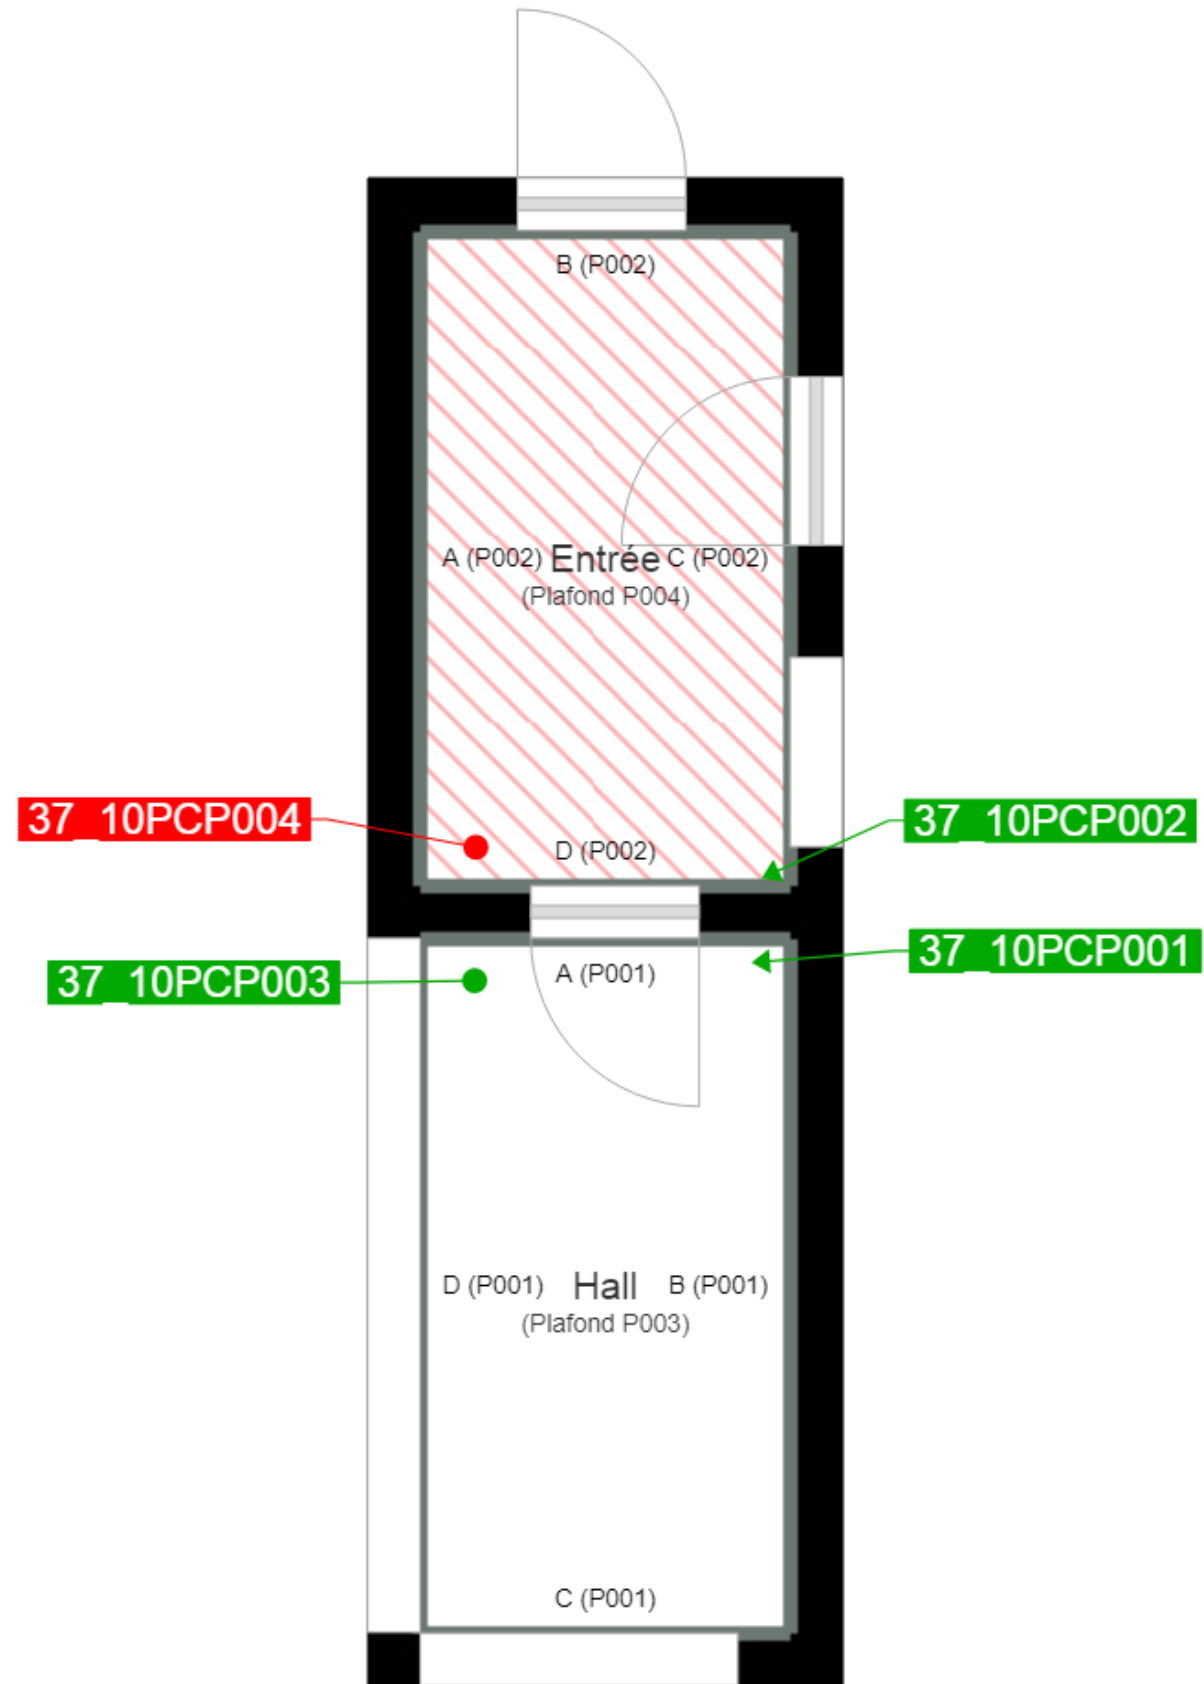 B (P002)
A (P002) Entrée C (P002)
(Plafond P004)
37_10PCP004
37_10PCP002
D (P002)
37_10PCP001
37_10PCP003
A (P001)
D (P001) Hall B (P001)
(Plafond P003)
C (P001)